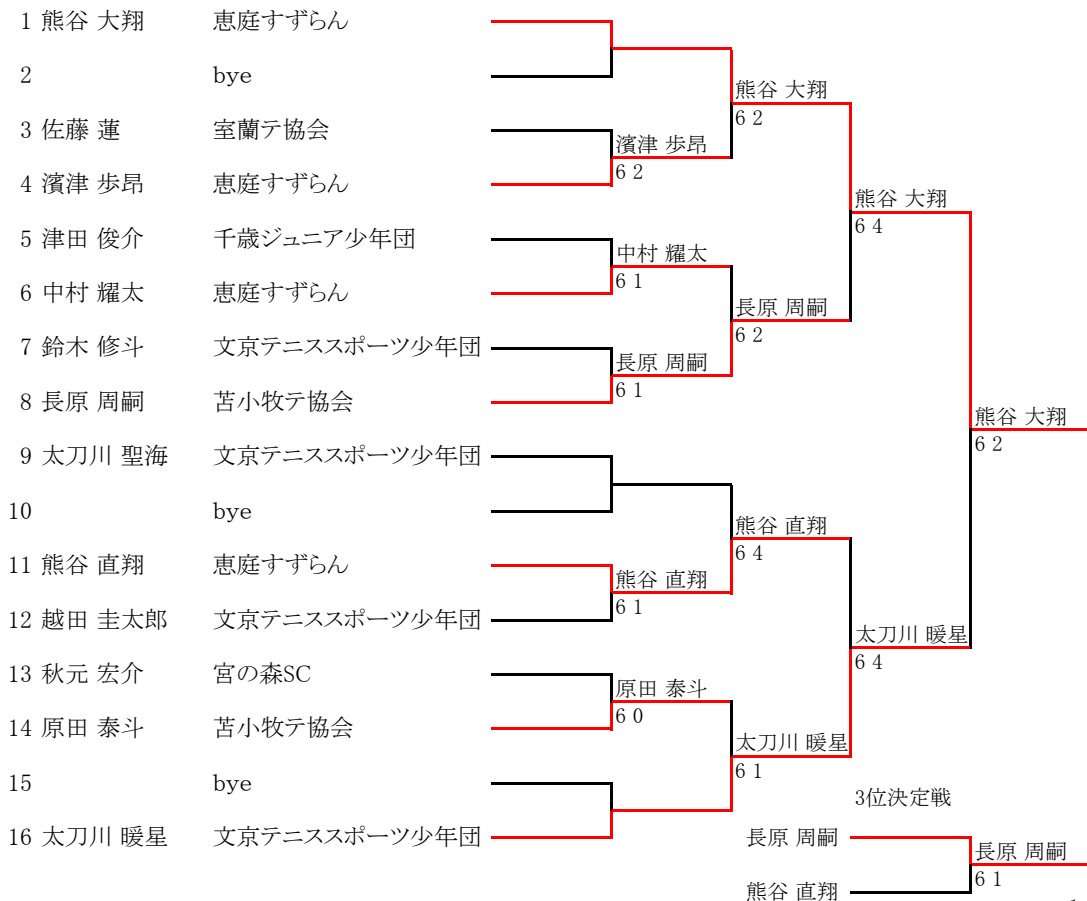 1 熊谷 大翔 恵庭すずらん
2 bye
熊谷 大翔
6 2
3 佐藤 蓮 室蘭テ協会
濱津 歩昂
6 2
4 濱津 歩昂 恵庭すずらん
熊谷 大翔
6 4
5 津田 俊介 千歳ジュニア少年団
中村 耀太
6 1
6 中村 耀太 恵庭すずらん
長原 周嗣
6 2
7 鈴木 修斗 文京テニススポーツ少年団
長原 周嗣
6 1
8 長原 周嗣 苫小牧テ協会
熊谷 大翔
6 2
9 太刀川 聖海 文京テニススポーツ少年団
10 bye
熊谷 直翔
6 4
11 熊谷 直翔 恵庭すずらん
熊谷 直翔
6 1
12 越田 圭太郎 文京テニススポーツ少年団
太刀川 暖星
6 4
13 秋元 宏介 宮の森SC
原田 泰斗
6 0
14 原田 泰斗 苫小牧テ協会
太刀川 暖星
6 1
15 bye
3位決定戦
16 太刀川 暖星 文京テニススポーツ少年団
長原 周嗣
長原 周嗣
6 1
熊谷 直翔